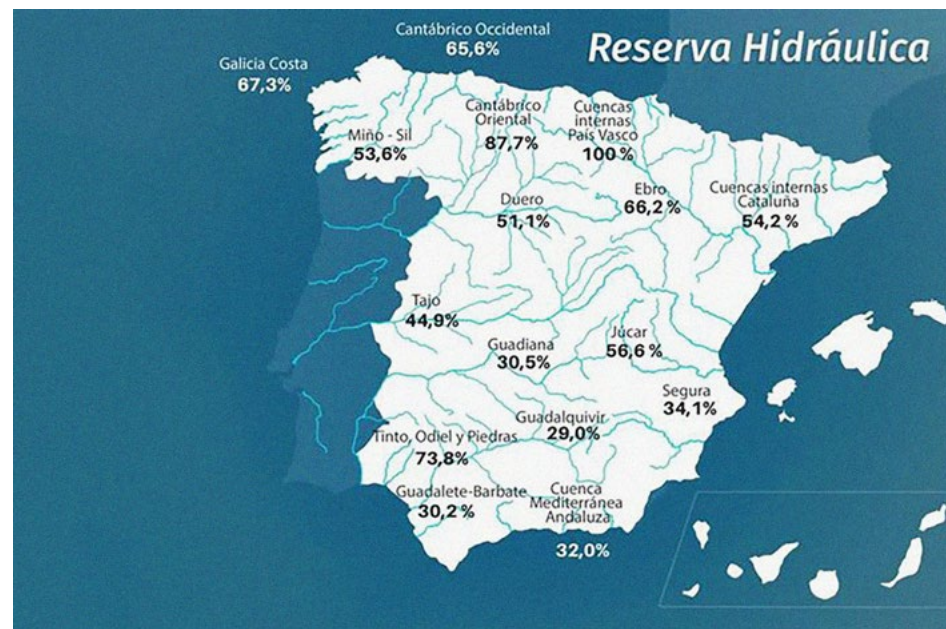 Reserva Hidráulica
Cantábrico Occidental
65,6%
Galicia Costa
67,3%
Cantábrico
Oriental
87,7%
Cuencas
internas
País Vasco
100 %
Miño - Sil
53,6%
Duero
51,1%
Ebro
66,2 %
Cuencas internas
Cataluña
54,2 %
Tajo
44,9%
Guadiana
30,5%
Júcar
56,6 %
Segura
34,1%
Guadalquivir
29,0%
Tinto, Odiel y Piedras
73,8%
Guadalete-Barbate
30,2 %
Cuenca
Mediterránea
Andaluza
32,0%